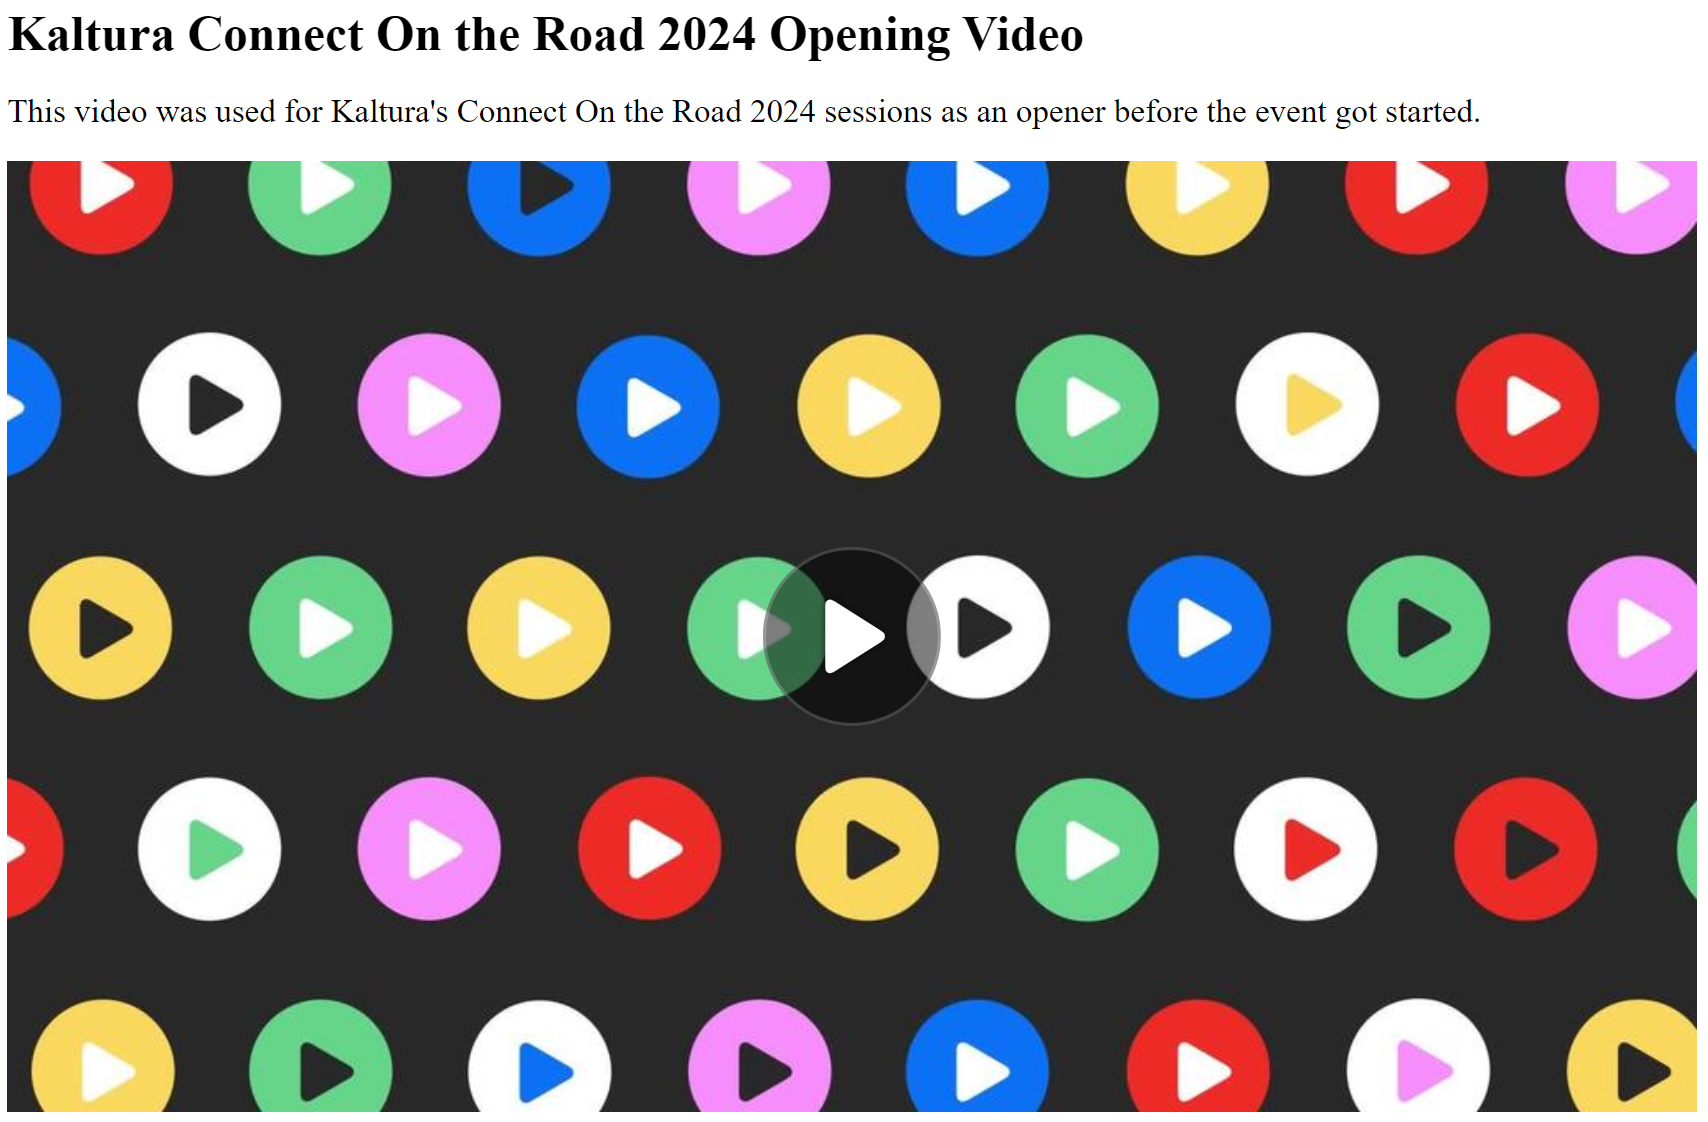 Kaltura Connect On the Road 2024 Opening Video
This video was used for Kaltura's Connect On the Road 2024 sessions as an opener before the event got started.